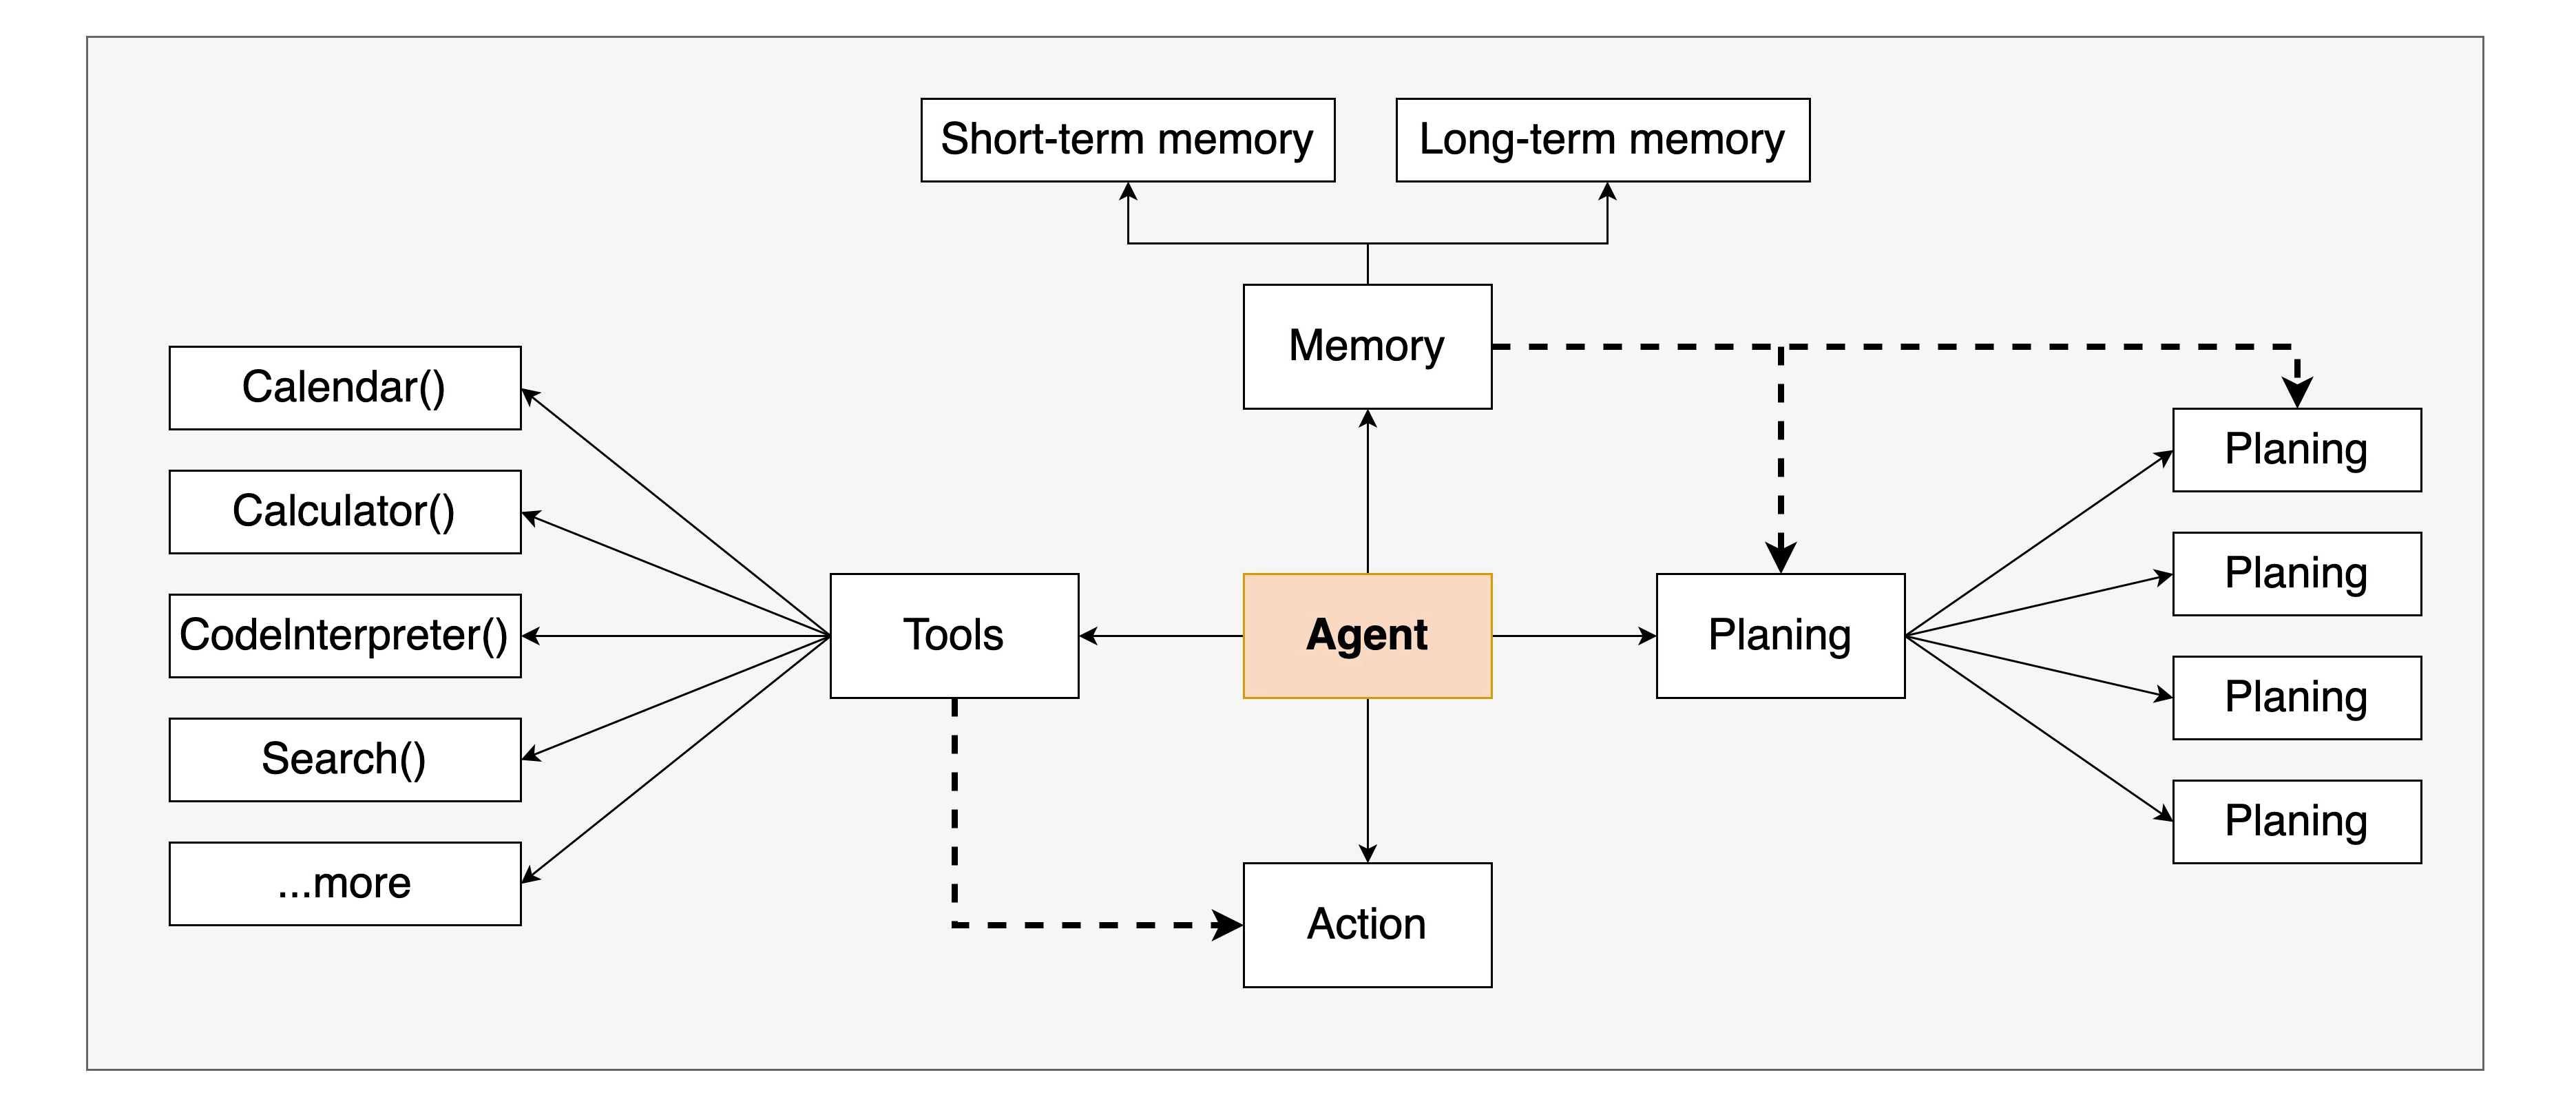 Short-term memory
Long-term memory
Memory
Calendar()
Calculator()
CodeInterpreter()
Search()
...more
Tools
Agent
Planing
Planing
Planing
Planing
Planing
Action